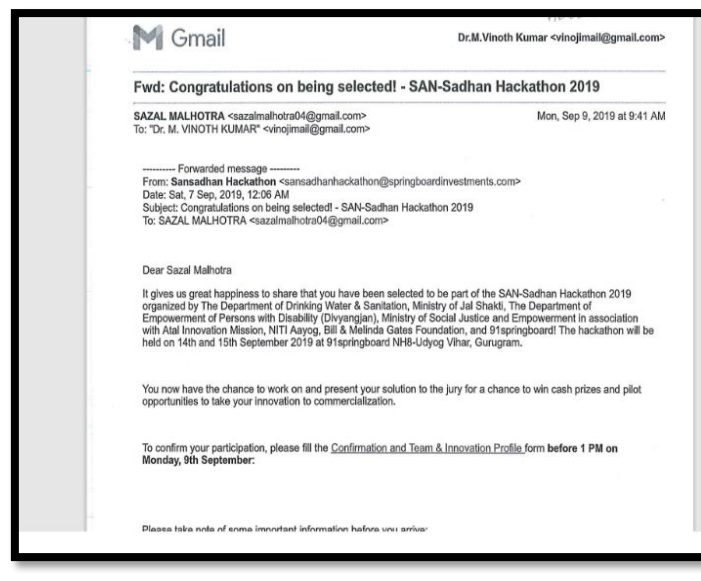 Gmail
Dr.M.Vinoth Kumar <vinojimail@gmail.com>
Fwd: Congratulations on being selected! - SAN-Sadhan Hackathon 2019
SAZAL MALHOTRA <sazalmalhotra04@gmail.com>
Mon, Sep 9, 2019 at 9:41 AM
To: "Dr. M. VINOTH KUMAR" <vinojimail@gmail.com>
---------- Forwarded message ---------
From: Sansadhan Hackathon <sansadhanhackathon@springboardinvestments.com>
Date: Sat, 7 Sep, 2019, 12:06 AM
Subject: Congratulations on being selected! - SAN-Sadhan Hackathon 2019
To: SAZAL MALHOTRA <sazalmalhotra04@gmail.com>
Dear Sazal Malhotra
It gives us great happiness to share that you have been selected to be part of the SAN-Sadhan Hackathon 2019
organized by The Department of Drinking Water & Sanitation, Ministry of Jal Shakti, The Department of
Empowerment of Persons with Disability (Divyangjan), Ministry of Social Justice and Empowerment in association
with Atal Innovation Mission, NITI Aayog, Bill & Melinda Gates Foundation, and 91springboard! The hackathon will be
held on 14th and 15th September 2019 at 91springboard NH8-Udyog Vihar, Gurugram.
You now have the chance to work on and present your solution to the jury for a chance to win cash prizes and pilot
opportunities to take your innovation to commercialization.
To confirm your participation, please fill the Confirmation and Team & Innovation Profile form before 1 PM on
Monday, 9th September:
Please take note of some important information before you arrive: